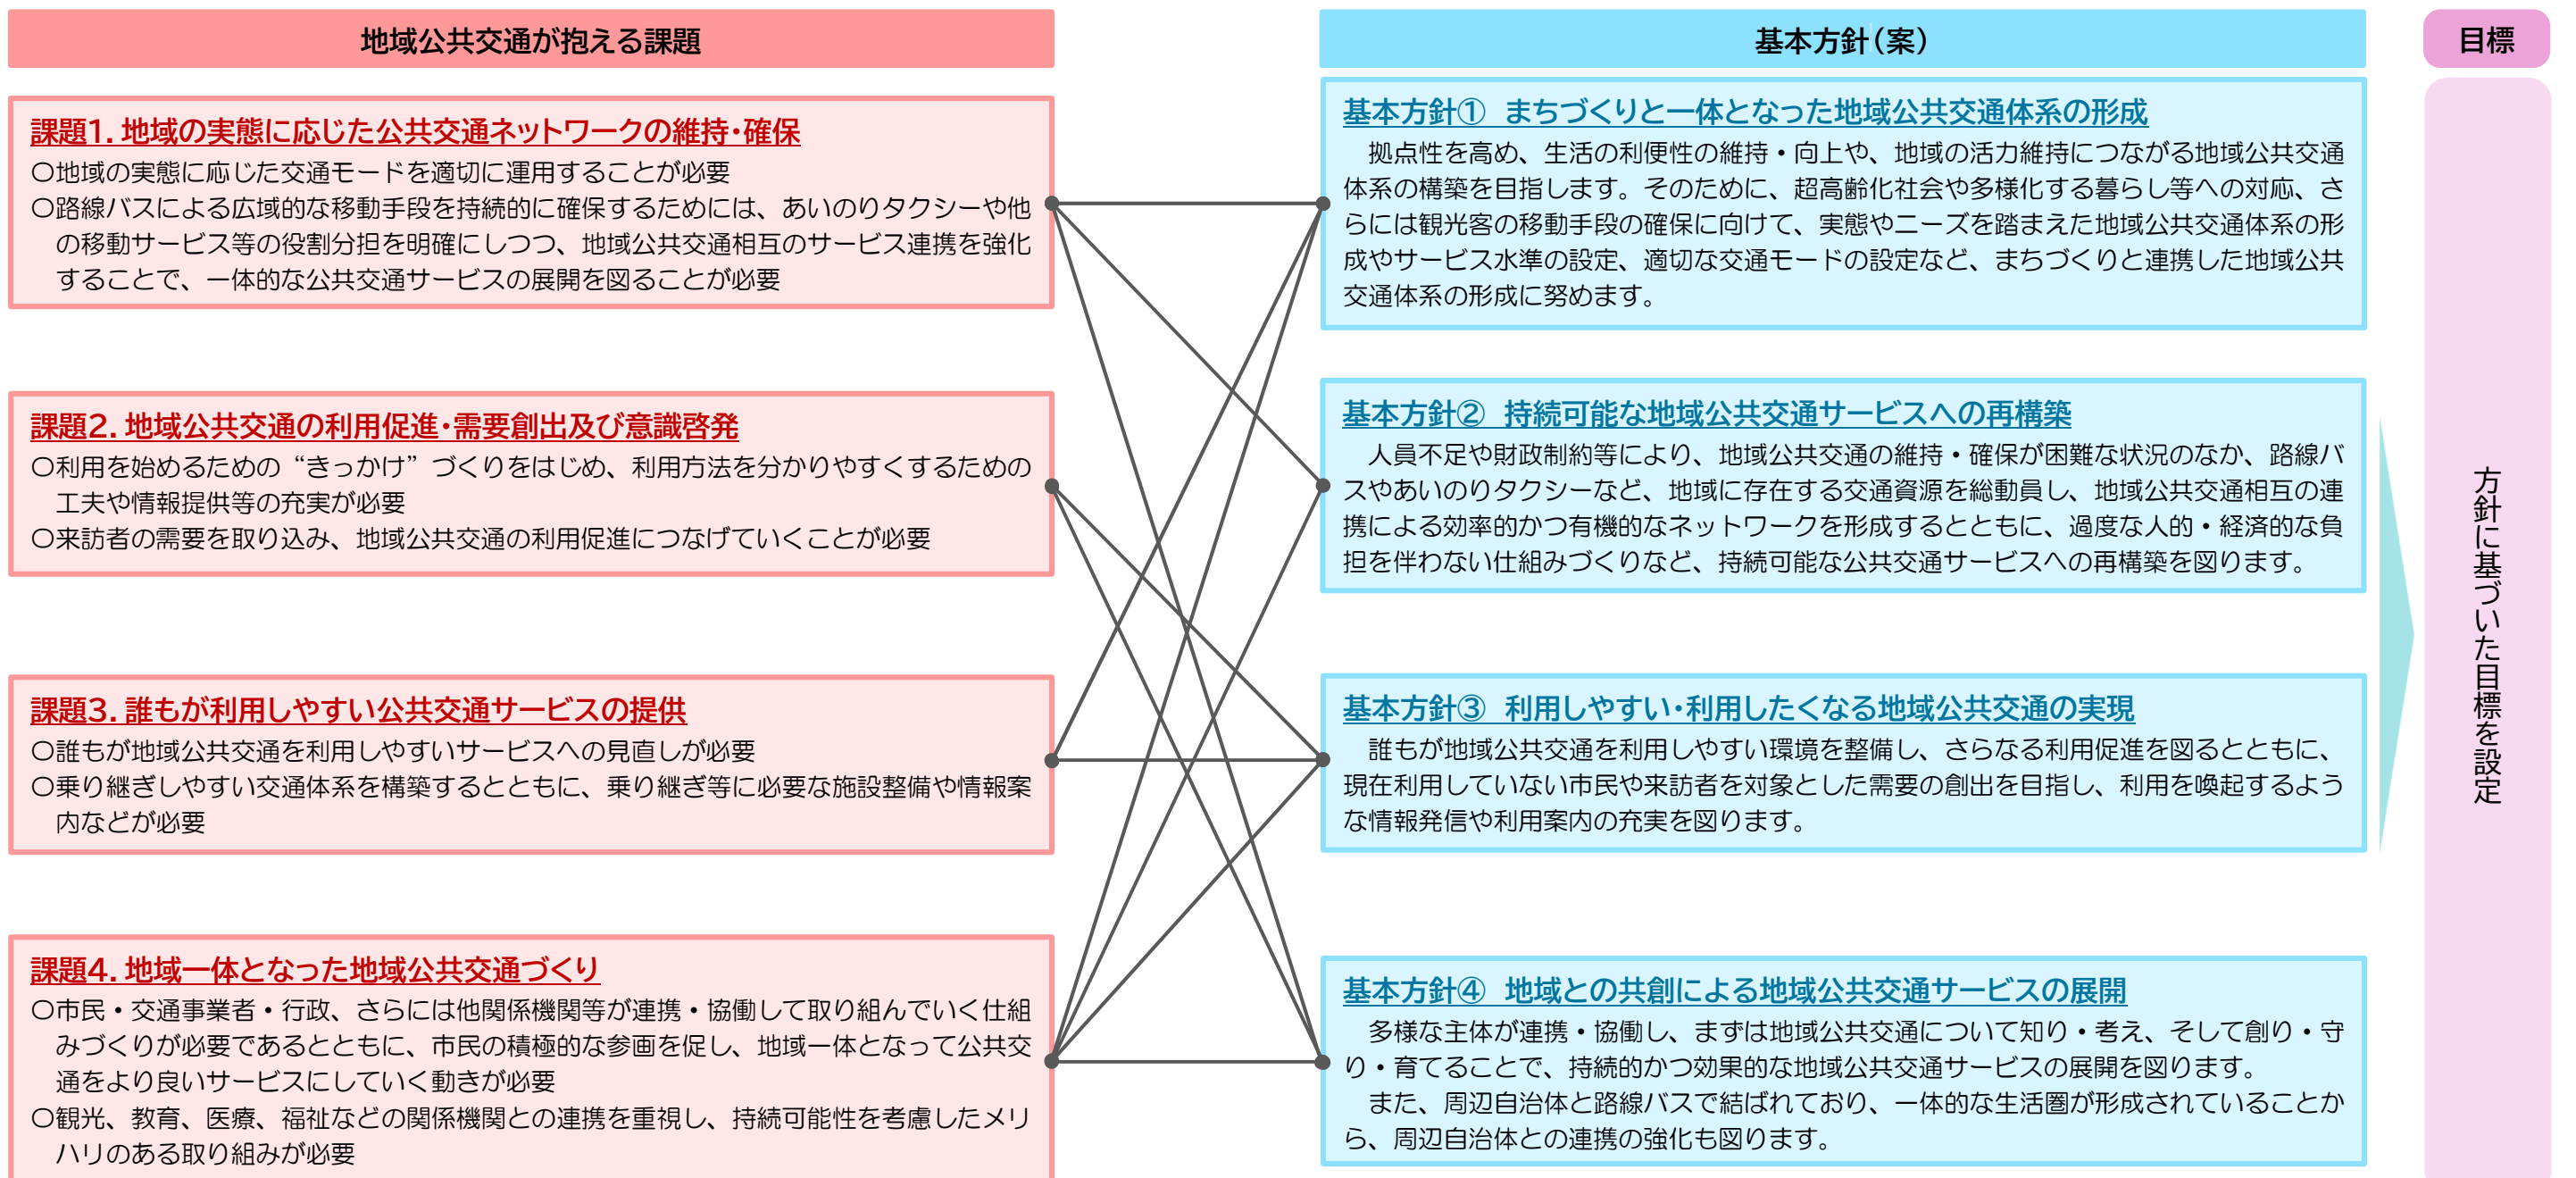 地域公共交通が抱える課題
課題1．地域の実態に応じた公共交通ネットワークの維持・確保
○地域の実態に応じた交通モードを適切に運用することが必要
○路線バスによる広域的な移動手段を持続的に確保するためには、あいのりタクシーや他
の移動サービス等の役割分担を明確にしつつ、地域公共交通相互のサービス連携を強化
することで、一体的な公共交通サービスの展開を図ることが必要
課題2．地域公共交通の利用促進・需要創出及び意識啓発
○利用を始めるための“きっかけ”づくりをはじめ、利用方法を分かりやすくするための
工夫や情報提供等の充実が必要
○来訪者の需要を取り込み、地域公共交通の利用促進につなげていくことが必要
課題3．誰もが利用しやすい公共交通サービスの提供
○誰もが地域公共交通を利用しやすいサービスへの見直しが必要
○乗り継ぎしやすい交通体系を構築するとともに、乗り継ぎ等に必要な施設整備や情報案
内などが必要
課題4．地域一体となった地域公共交通づくり
○市民・交通事業者・行政、さらには他関係機関等が連携・協働して取り組んでいく仕組
みづくりが必要であるとともに、市民の積極的な参画を促し、地域一体となって公共交
通をより良いサービスにしていく動きが必要
○観光、教育、医療、福祉などの関係機関との連携を重視し、持続可能性を考慮したメリ
ハリのある取り組みが必要
基本方針（案）
基本方針①　まちづくりと一体となった地域公共交通体系の形成
拠点性を高め、生活の利便性の維持・向上や、地域の活力維持につながる地域公共交通
体系の構築を目指します。そのために、超高齢化社会や多様化する暮らし等への対応、さ
らには観光客の移動手段の確保に向けて、実態やニーズを踏まえた地域公共交通体系の形
成やサービス水準の設定、適切な交通モードの設定など、まちづくりと連携した地域公共
交通体系の形成に努めます。
基本方針②　持続可能な地域公共交通サービスへの再構築
人員不足や財政制約等により、地域公共交通の維持・確保が困難な状況のなか、路線バ
スやあいのりタクシーなど、地域に存在する交通資源を総動員し、地域公共交通相互の連
携による効率的かつ有機的なネットワークを形成するとともに、過度な人的・経済的な負
担を伴わない仕組みづくりなど、持続可能な公共交通サービスへの再構築を図ります。
基本方針③　利用しやすい・利用したくなる地域公共交通の実現
誰もが地域公共交通を利用しやすい環境を整備し、さらなる利用促進を図るとともに、
現在利用していない市民や来訪者を対象とした需要の創出を目指し、利用を喚起するよう
な情報発信や利用案内の充実を図ります。
基本方針④　地域との共創による地域公共交通サービスの展開
多様な主体が連携・協働し、まずは地域公共交通について知り・考え、そして創り・守
り・育てることで、持続的かつ効果的な地域公共交通サービスの展開を図ります。
また、周辺自治体と路線バスで結ばれており、一体的な生活圏が形成されていることか
ら、周辺自治体との連携の強化も図ります。
目標
方針に基づいた目標を設定